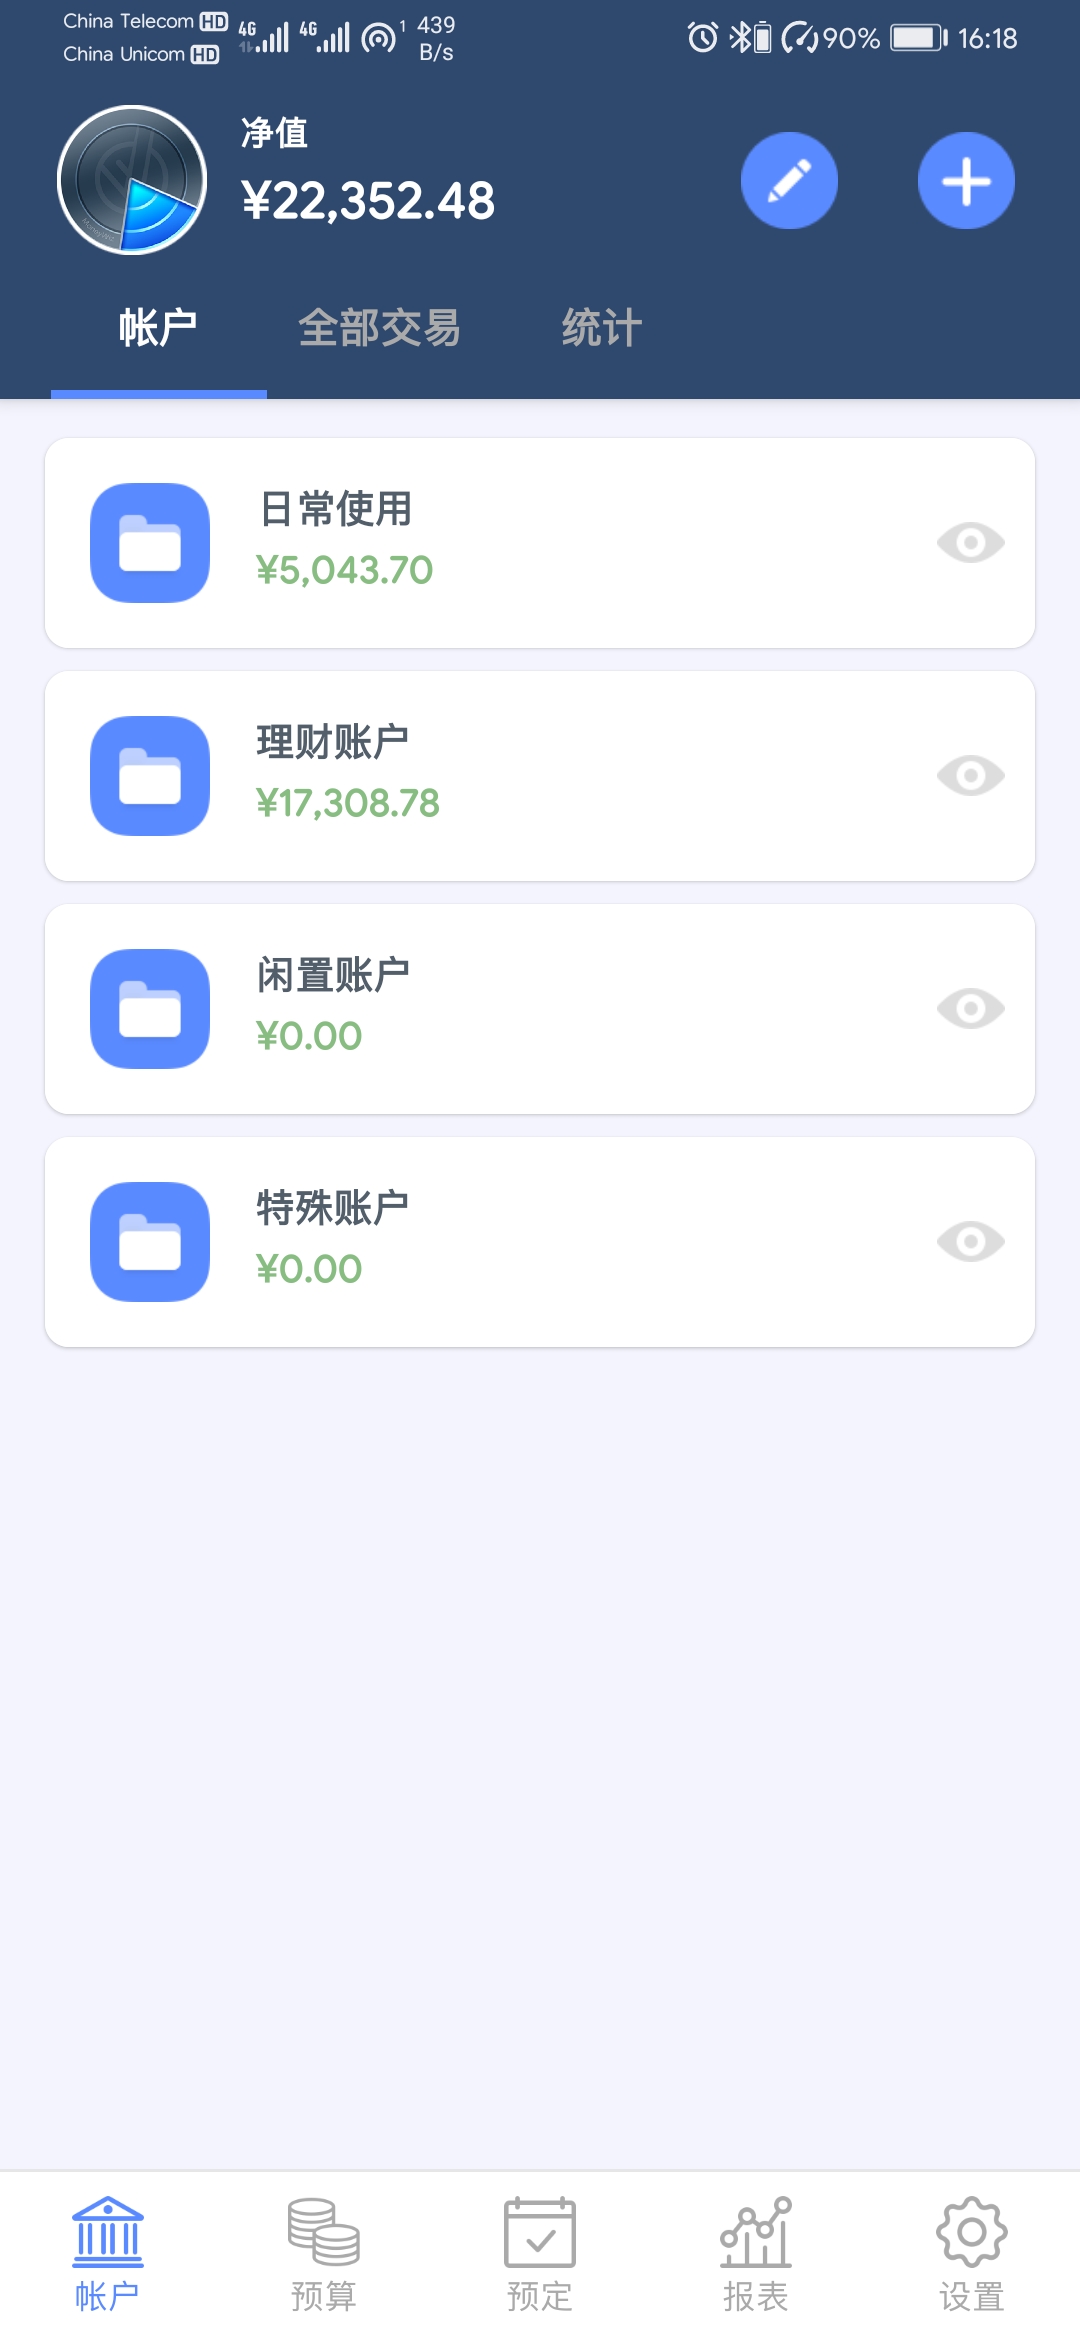 China Telecom HD
China Unicom HD
4G
4G
1
439
B/s
90%
16:18
净值
¥22,352.48
帐户
全部交易
统计
日常使用
¥5,043.70
理财账户
¥17,308.78
闲置账户
¥0.00
特殊账户
¥0.00
帐户
预算
预定
报表
设置